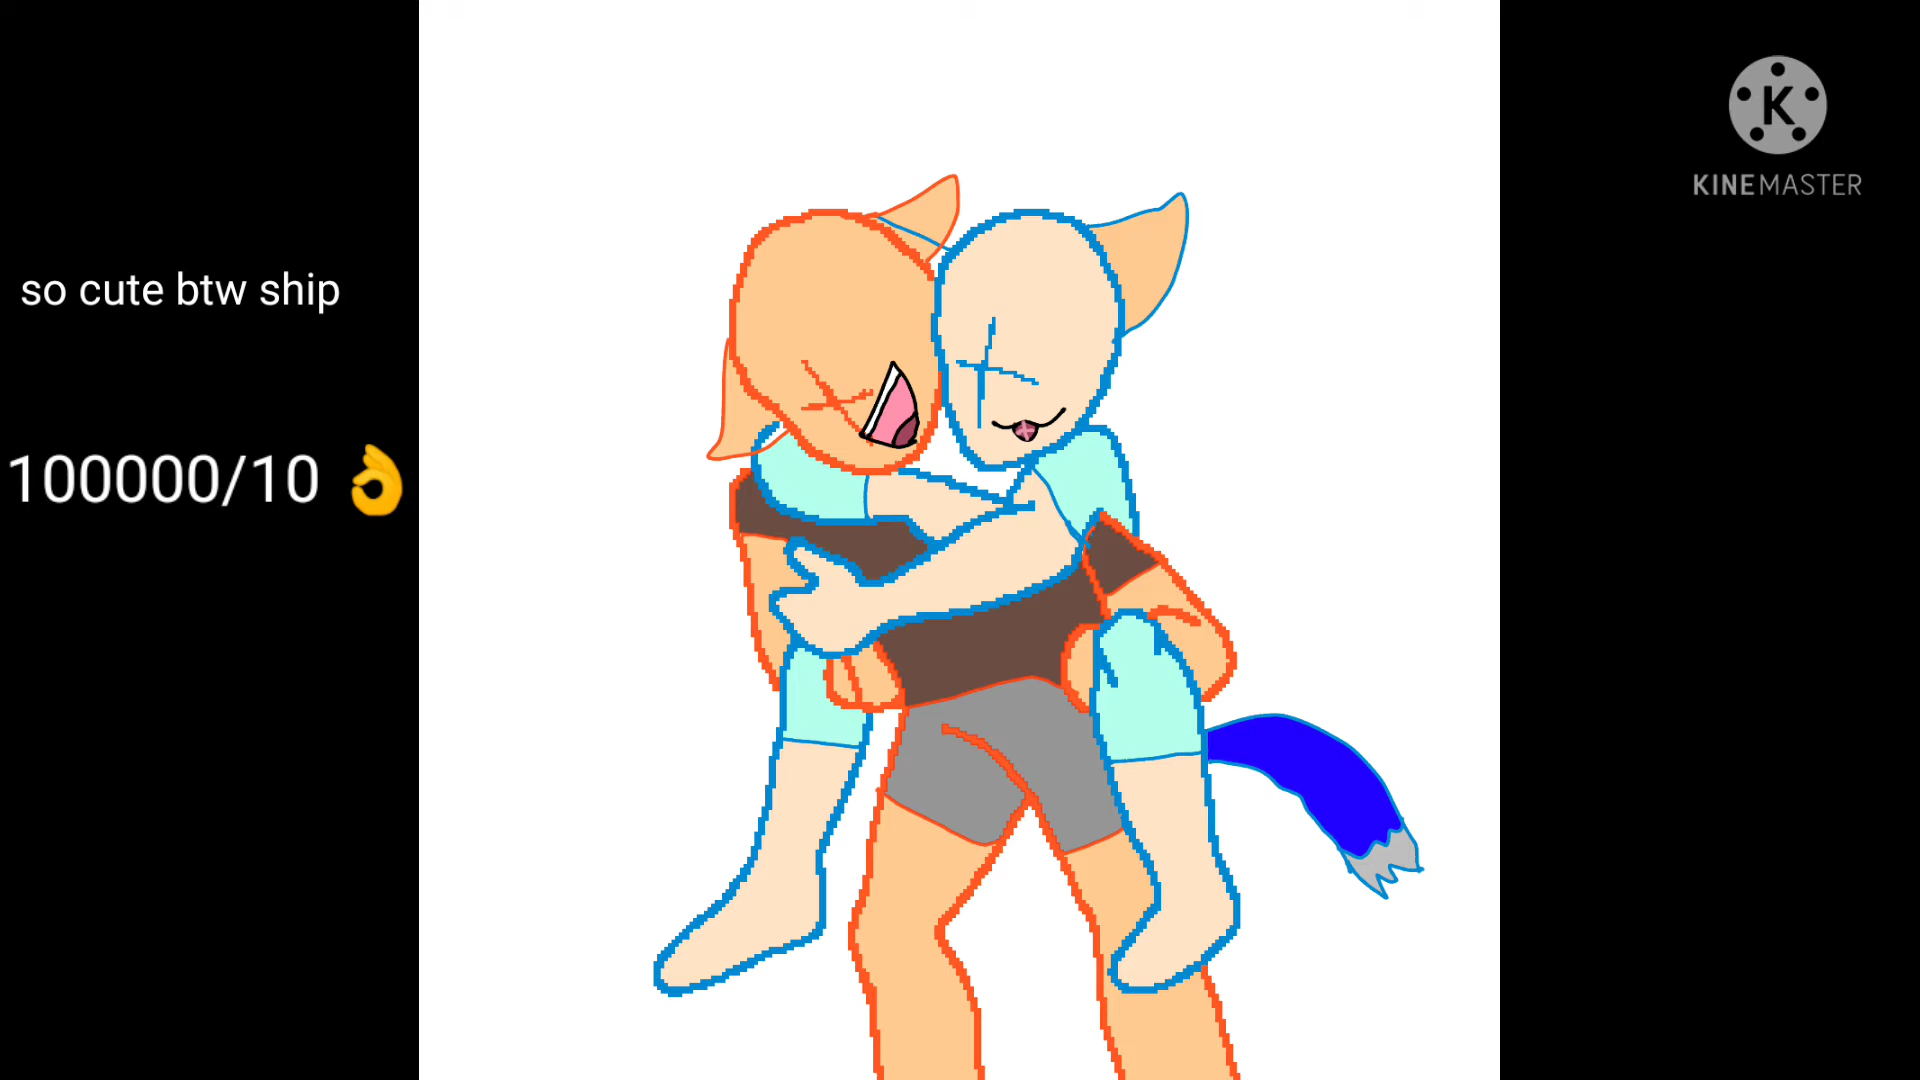 so cute btw ship
100000/10 👌
K
KINEMASTER